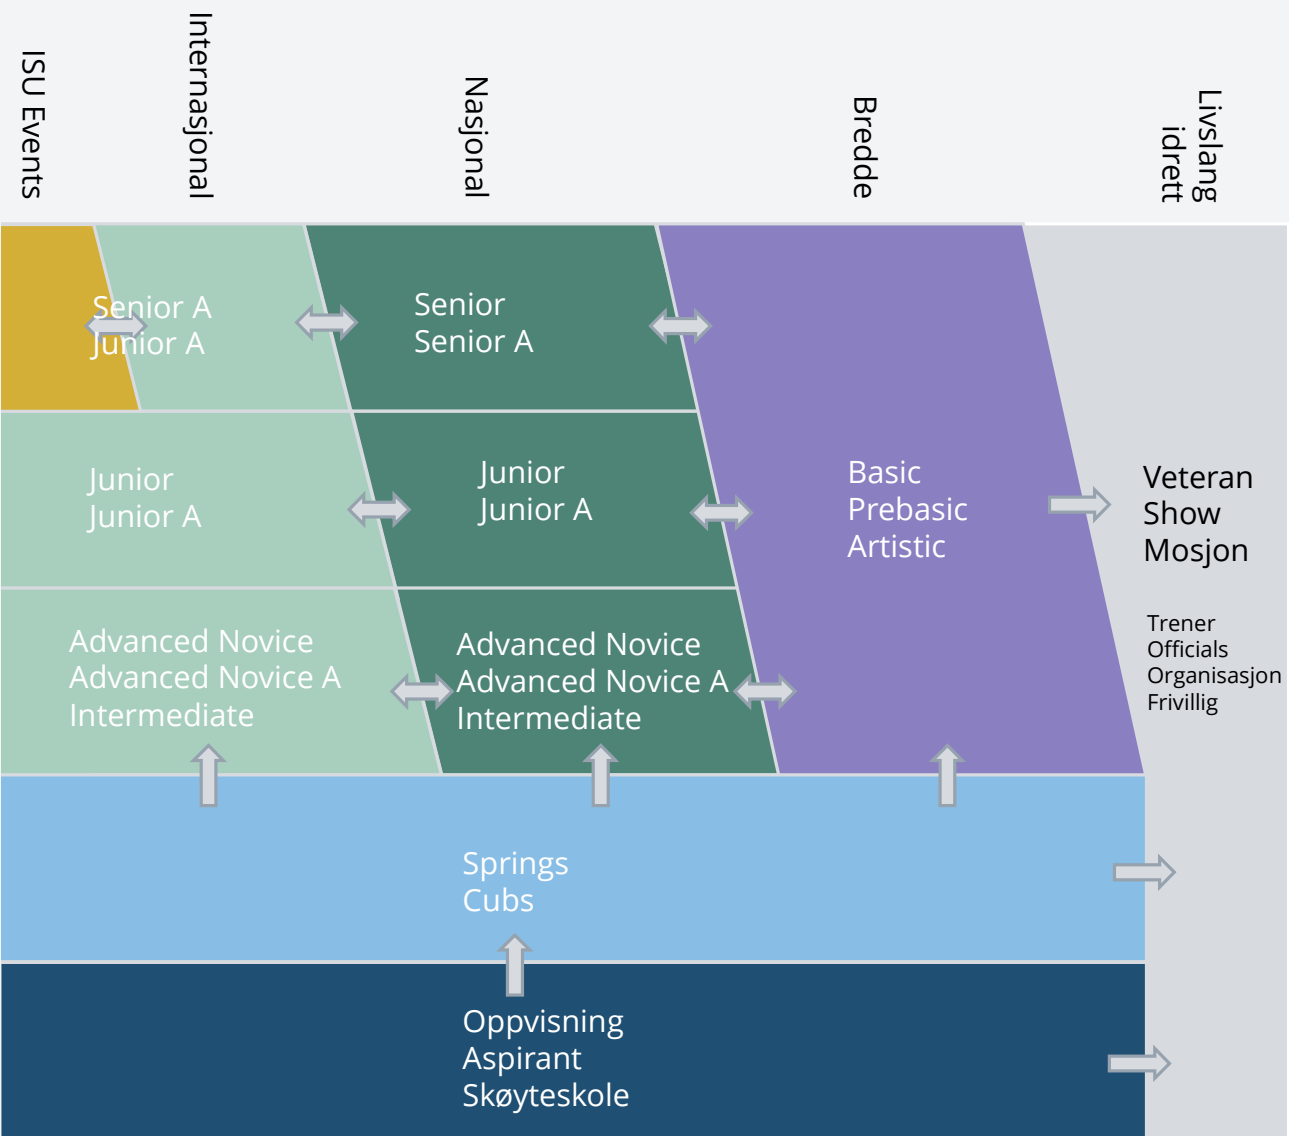 ISU Events
Internasjonal
Nasjonal
Bredde
Livslang
idrett
Senior A
Junior A
Senior
Senior A
Junior
Junior A
Junior
Junior A
Basic
Prebasic
Artistic
Veteran
Show
Mosjon
Trener
Officials
Organisasjon
Frivillig
Advanced Novice
Advanced Novice A
Intermediate
Advanced Novice
Advanced Novice A
Intermediate
Springs
Cubs
Oppvisning
Aspirant
Skøyteskole